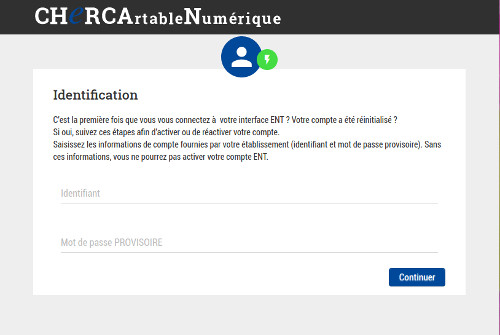 CHeRCArtableNumérique
Identification
C'est la première fois que vous vous connectez à votre interface ENT ? Votre compte a été réinitialisé ?
Si oui, suivez ces étapes afin d'activer ou de réactiver votre compte.
Saisissez les informations de compte fournies par votre établissement (identifiant et mot de passe provisoire). Sans
ces informations, vous ne pourrez pas activer votre compte ENT.
Identifiant
Mot de passe PROVISOIRE
Continuer